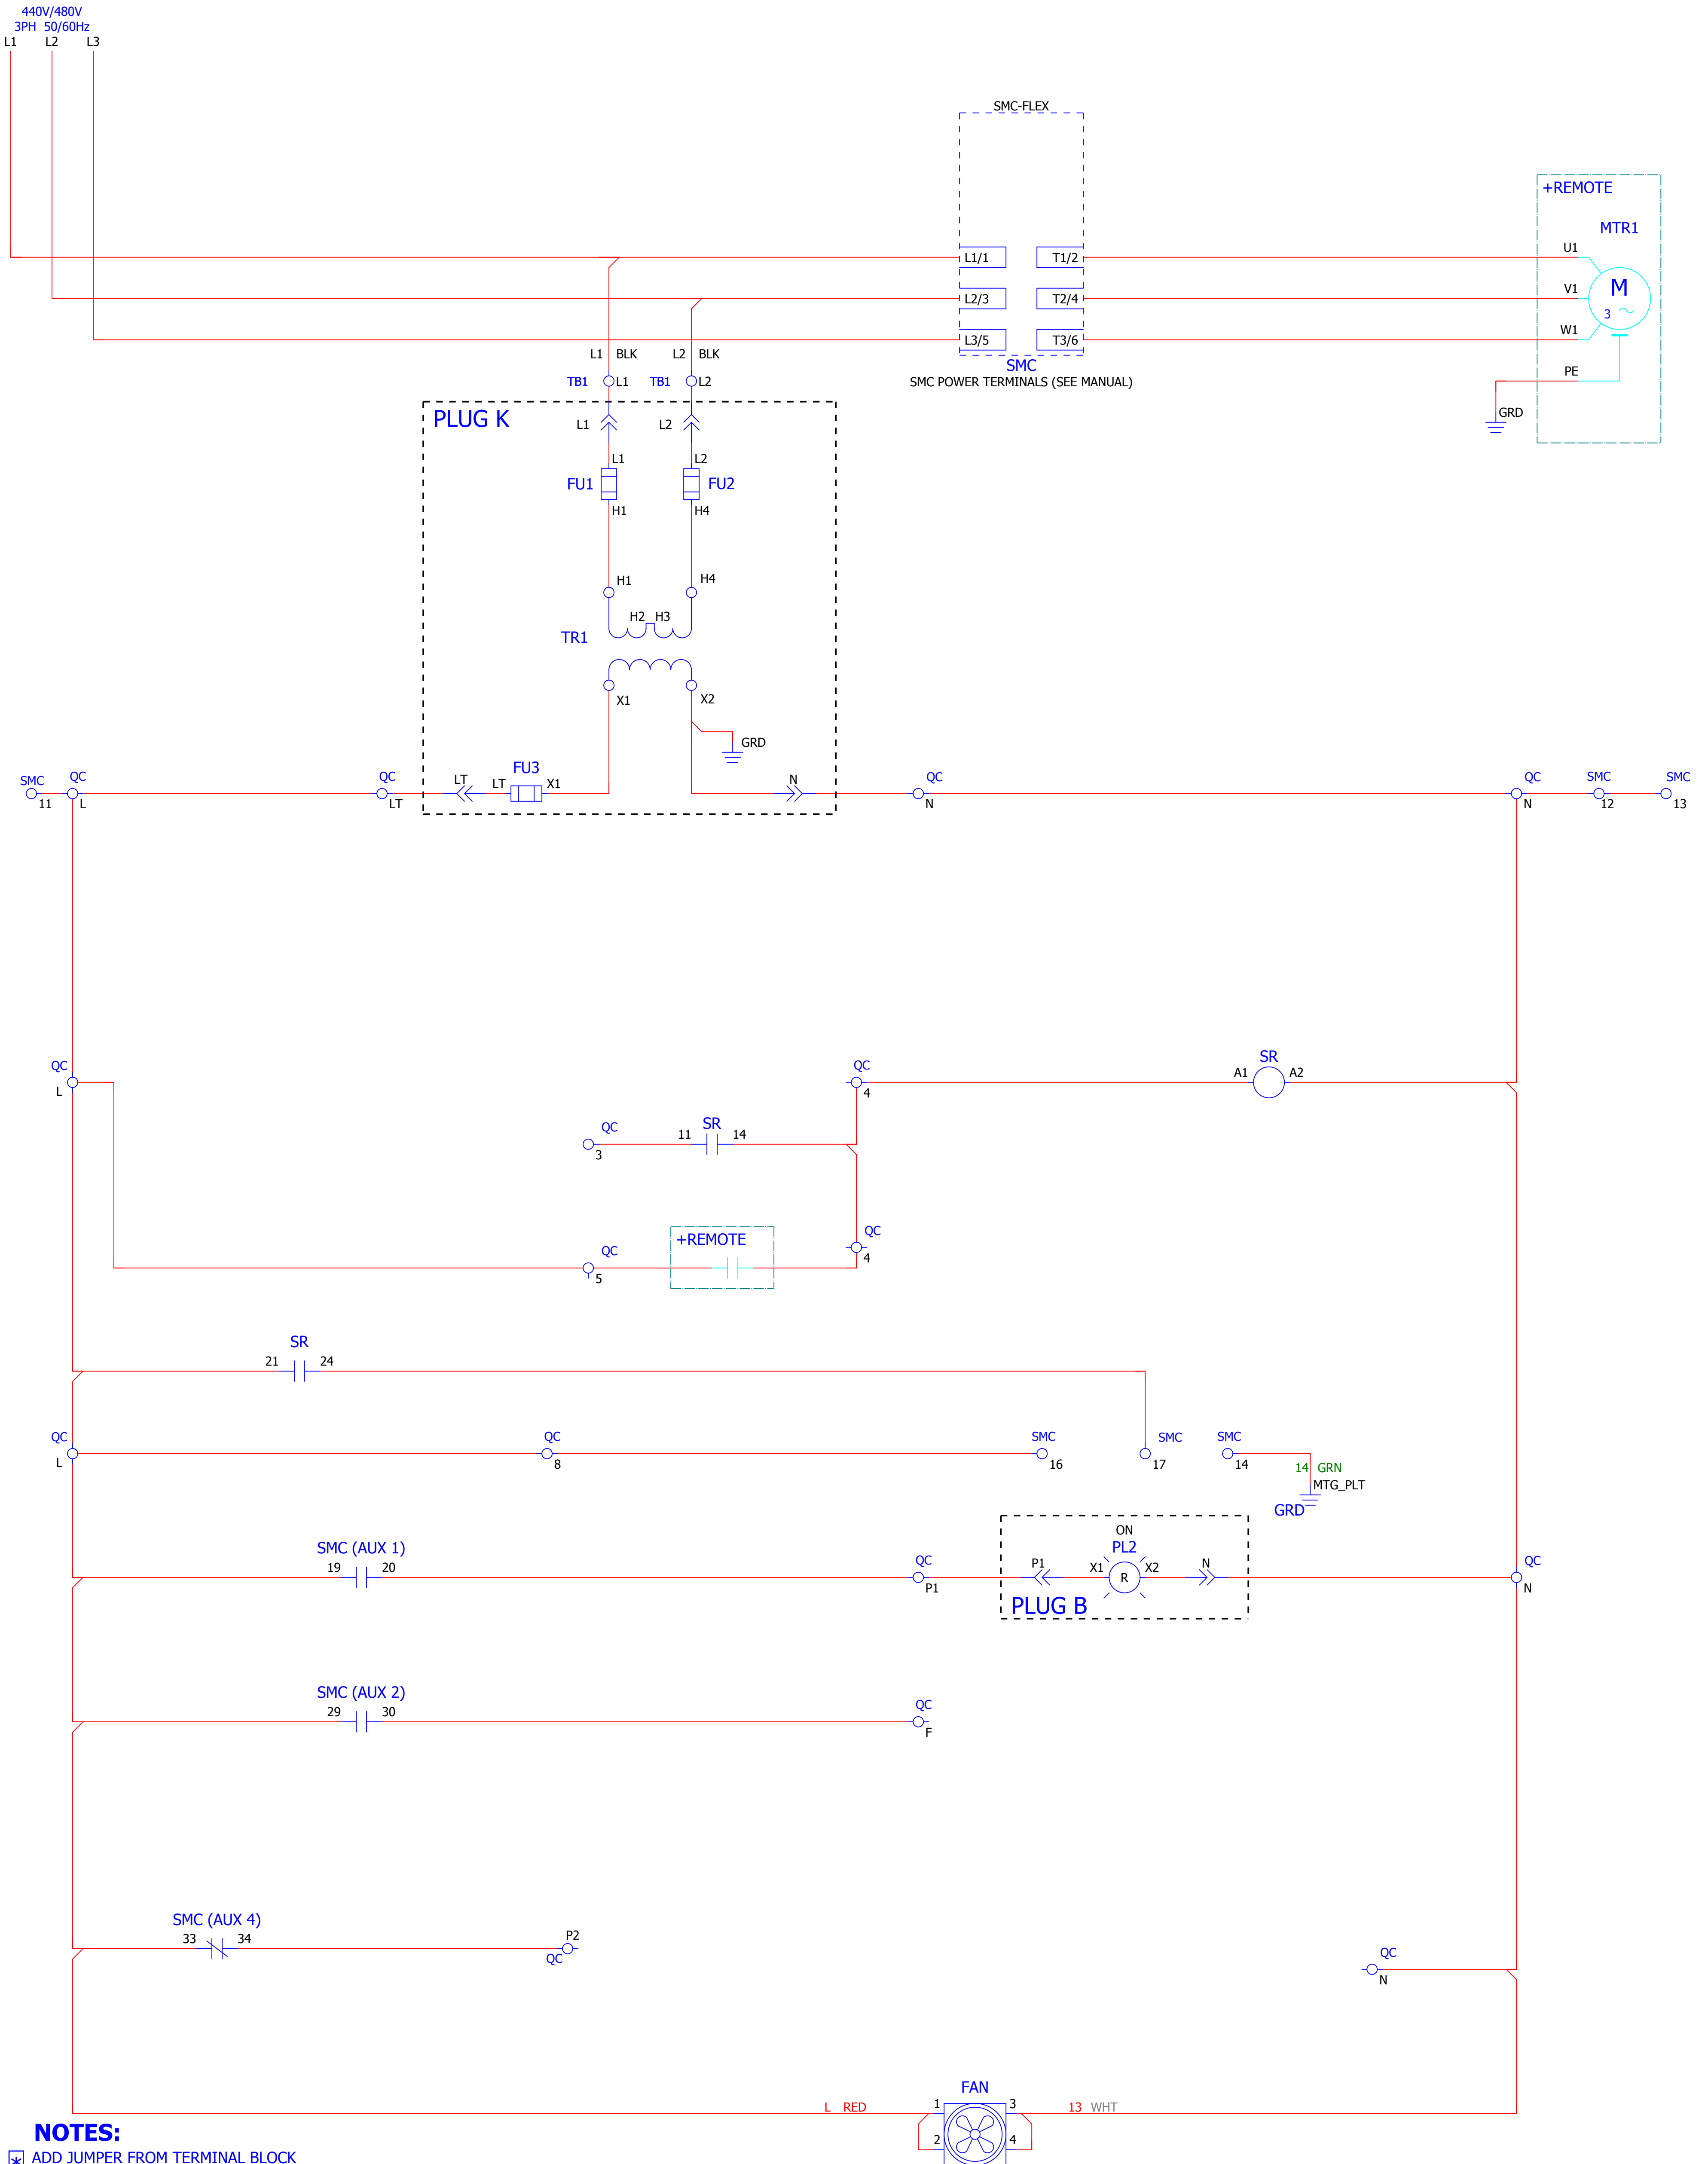 440V/480V
3PH 50/60Hz
L1 L2 L3
SMC-FLEX
+REMOTE
MTR1
U1
L1/1 T1/2
V1
M
3
L2/3 T2/4
W1
L3/5 T3/6
L1 BLK L2 BLK
SMC
PE
TB1 L1 TB1 L2
SMC POWER TERMINALS (SEE MANUAL)
GRD
PLUG K
L1 L2
L1 L2
FU1 FU2
H1 H4
H1 H4
H2 H3
TR1
X1 X2
GRD
FU3
SMC QC QC LT LT X1 N QC QC SMC SMC
11 L LT N N 12 13
SR
QC QC A1 A2
L 4
QC SR
11 14
3
QC
+REMOTE
QC 4
5
SR
21 24
QC QC SMC SMC SMC
L 8 16 17 14
14 GRN
MTG_PLT
GRD
ON
SMC (AUX 1) PL2
19 20 QC P1 X1 R X2 N QC
P1 N
PLUG B
SMC (AUX 2)
29 30 QC
F
SMC (AUX 4)
33 34 P2
QC QC
N
FAN
L RED 1 3 13 WHT
2 4
NOTES:
* ADD JUMPER FROM TERMINAL BLOCK